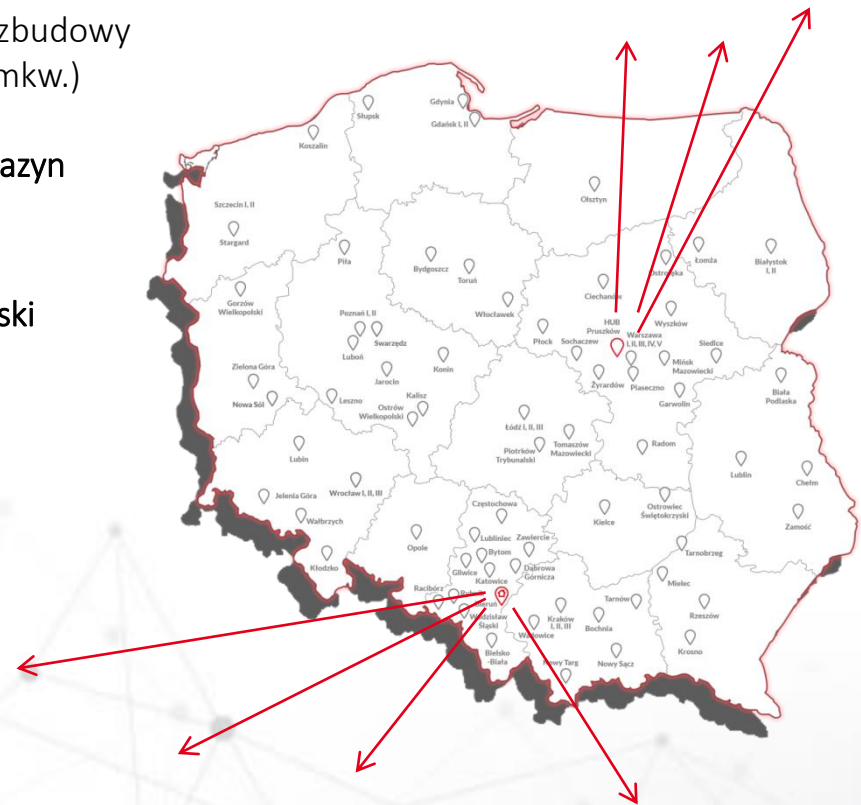 zbudowy
mkw.)
azyn
ski
Słupsk
Gdynia
Gdańsk I, II
Koszalin
Olsztyn
Szczecin I, II
Stargard
Piła
Bydgoszcz
Toruń
Włocławek
Ostrołęka
Łomża
Białystok
I, II
Ciechanów
Gorzów
Wielkopolski
Poznań I, II
Swarzędz
Luboń
HUB
Pruszków
Warszawa
I, II, III, IV, V
Wyszków
Płock
Sochaczew
Mińsk
Mazowiecki
Siedlce
Zielona Góra
Nowa Sól
Leszno
Jarocin
Konin
Kalisz
Ostrów
Wielkopolski
Żyrardów
Piaseczno
Garwolin
Biała
Podlaska
Łódź I, II, III
Piotrków
Trybunalski
Tomaszów
Mazowiecki
Radom
Lubin
Lublin
Chełm
Zamość
Jelenia Góra
Wrocław I, II, III
Wałbrzych
Kłodzko
Opole
Częstochowa
Lubliniec
Zawiercie
Bytom
Gliwice
Katowice
Dąbrowa
Górnicza
Kielce
Ostrowiec
Świętokrzyski
Tarnobrzeg
Racibórz
Bieruń
Wodzisław
Śląski
Bielsko
-Biała
Wadowice
Kraków
I, II, III
Bochnia
Tarnów
Mielec
Rzeszów
Krosno
Nowy Targ
Nowy Sącz